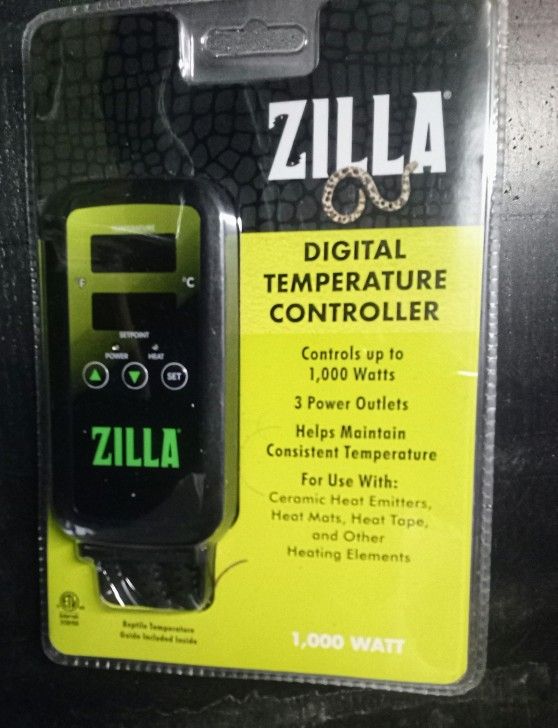 ZILLA
DIGITAL
TEMPERATURE
CONTROLLER
Controls up to
1,000 Watts
3 Power Outlets
Helps Maintain
Consistent Temperature
For Use With:
Ceramic Heat Emitters,
Heat Mats, Heat Tape,
and Other
Heating Elements
1,000 WATT
TEMPERATURE
°F °C
SETPOINT
POWER HEAT
SET
ZILLA
Reptile Temperature
Guide Included Inside